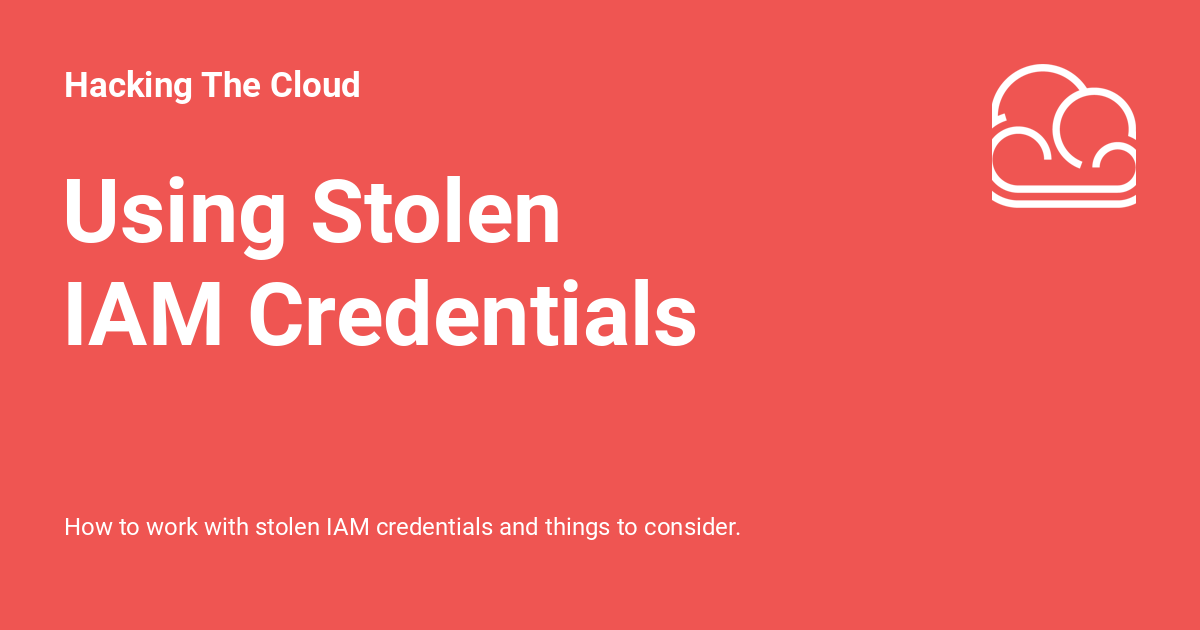 Hacking The Cloud
Using Stolen
IAM Credentials
How to work with stolen IAM credentials and things to consider.